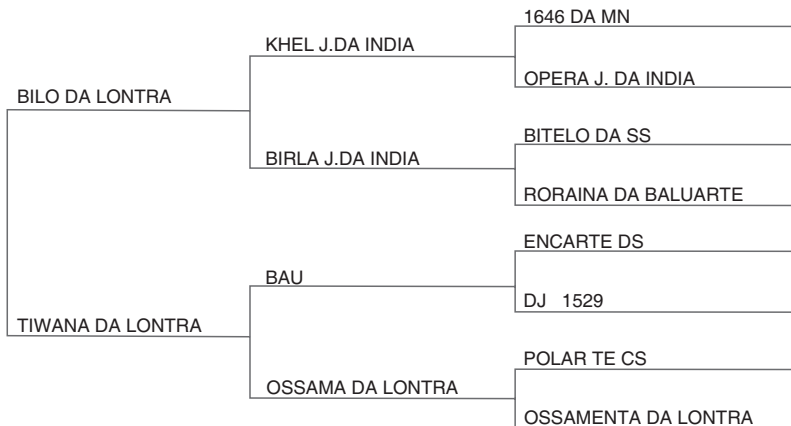 1646 DA MN
KHEL J.DA INDIA
OPERA J. DA INDIA
BILO DA LONTRA
BITELO DA SS
BIRLA J.DA INDIA
RORAINA DA BALUARTE
ENCARTE DS
BAU
DJ 1529
TIWANA DA LONTRA
POLAR TE CS
OSSAMA DA LONTRA
OSSAMENTA DA LONTRA